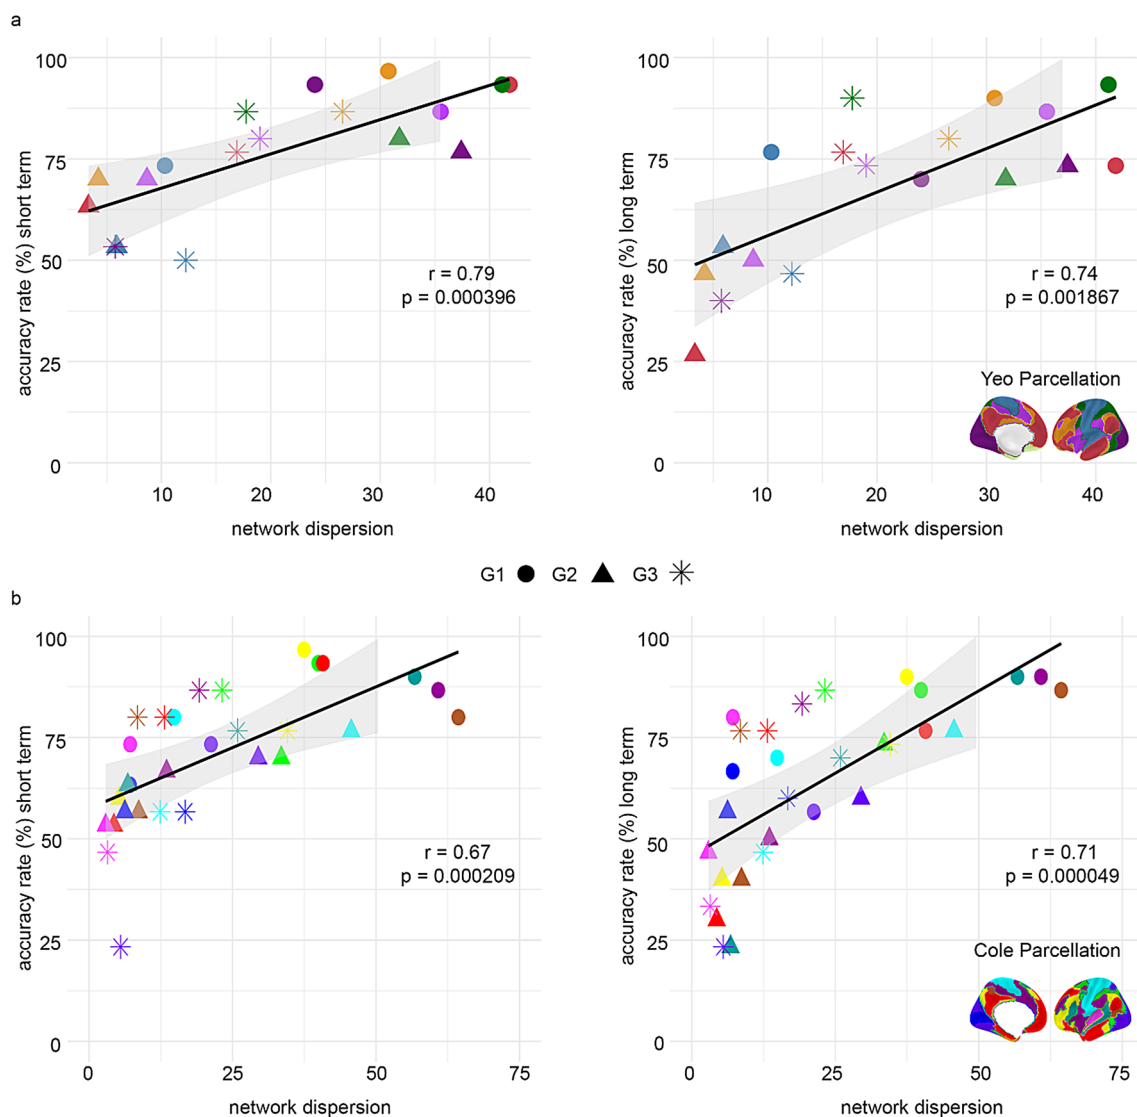 a
100
75
50
25
0
accuracy rate (%) short term
r = 0.79
p = 0.000396
10
20
30
40
network dispersion
100
75
50
25
0
accuracy rate (%) long term
r = 0.74
p = 0.001867
Yeo Parcellation
10
20
30
40
network dispersion
G1 G2 G3
b
100
75
50
25
0
accuracy rate (%) short term
r = 0.67
p = 0.000209
0
25
50
75
network dispersion
100
75
50
25
0
accuracy rate (%) long term
r = 0.71
p = 0.000049
Cole Parcellation
0
25
50
75
network dispersion